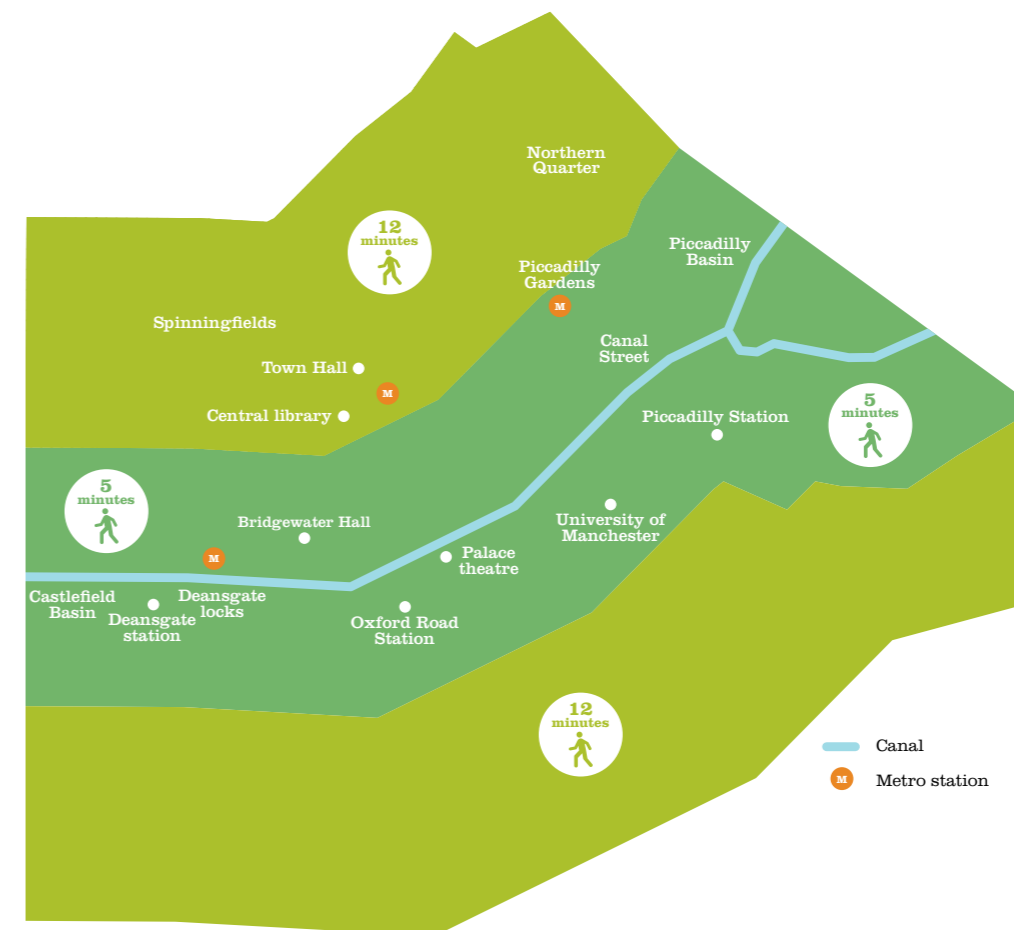 Northern
Quarter
12
minutes
Piccadilly
Basin
Piccadilly
Gardens
M
Spinningfields
Canal
Street
Town Hall
M
Central library
5
minutes
Piccadilly Station
5
minutes
Bridgewater Hall
University of
Manchester
M
Palace
theatre
Castlefield
Basin
Deansgate
locks
Deansgate
station
Oxford Road
Station
12
minutes
Canal
M
Metro station